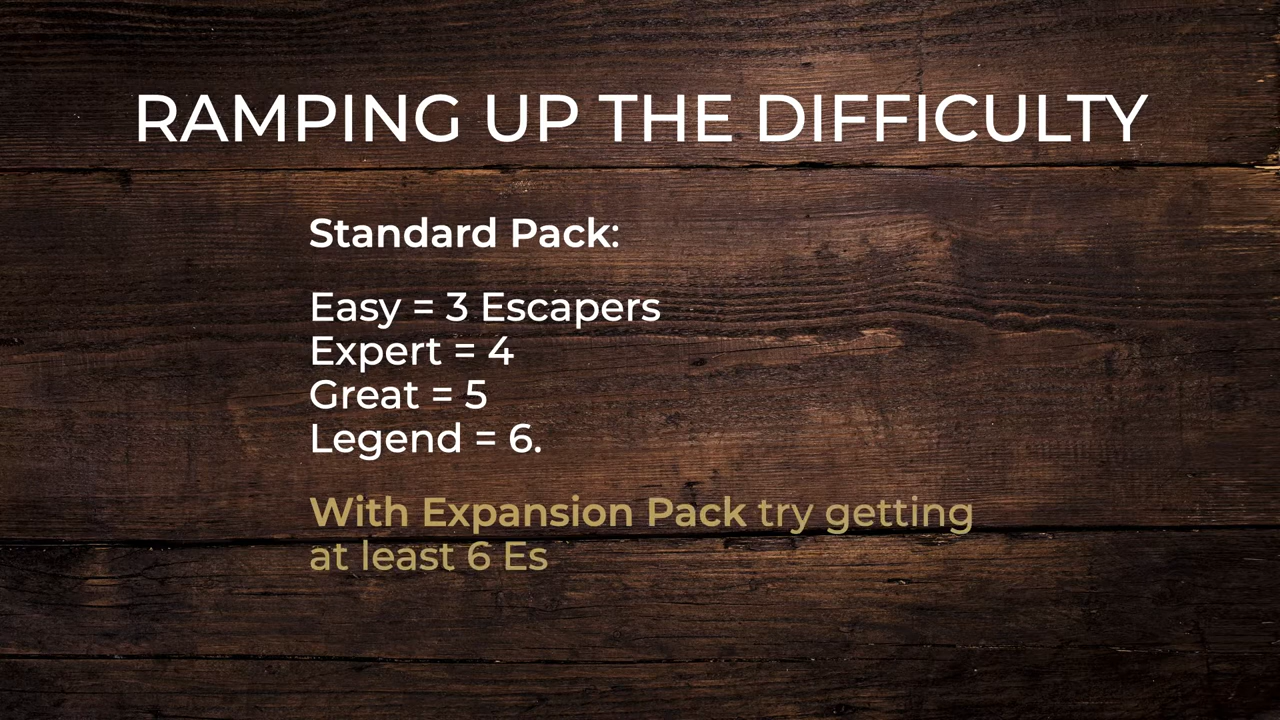 RAMPING UP THE DIFFICULTY
Standard Pack:
Easy = 3 Escapers
Expert = 4
Great = 5
Legend = 6.
With Expansion Pack try getting
at least 6 Es